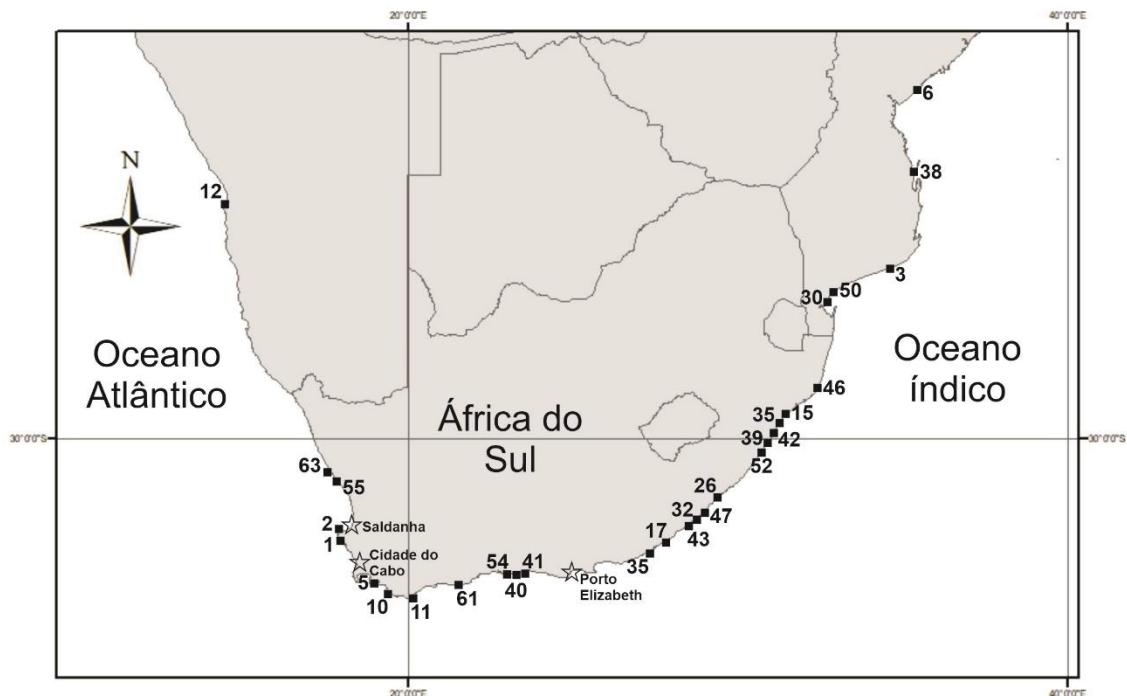 20°0'0"E
40°0'0"E
6
N
38
12
3
50
30
Oceano
Atlântico
Oceano
índico
46
África do
Sul
35
15
30°0'0"S
39
42
30°0'0"S
52
63
55
26
2
Saldanha
32
47
1
17
43
Cidade do
Cabo
54
41
35
5
Porto
Elizabeth
10
11
61
40
20°0'0"E
40°0'0"E